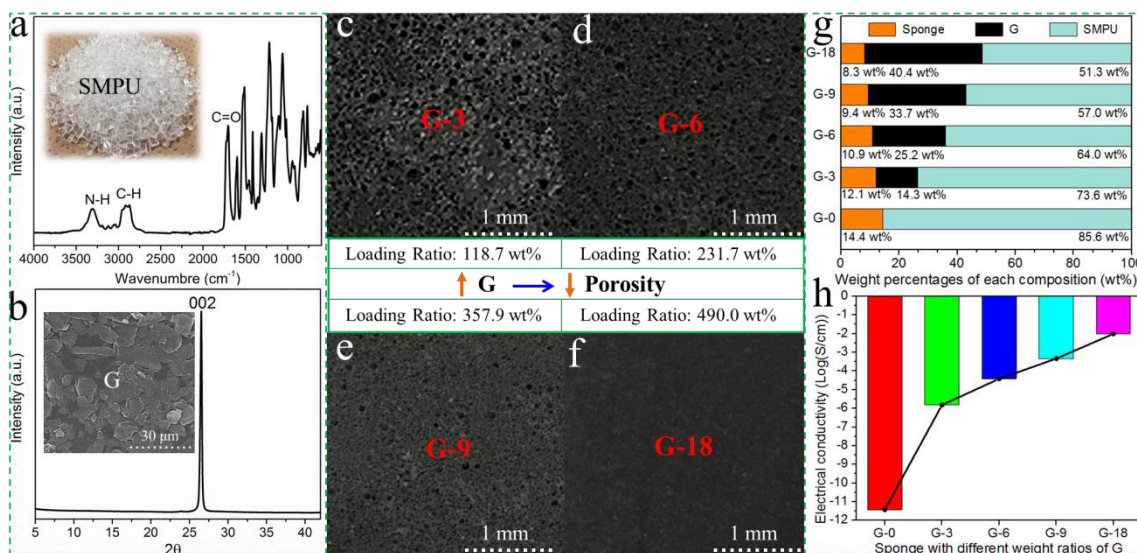 a
SMPU
C=O
N-H
C-H
Intensity (a.u.)
4000 3500 3000 2500 2000 1500 1000
Wavenumbre (cm-1)
b
002
G
30 μm
Intensity (a.u.)
5 10 15 20 25 30 35 40
2θ
c
G-3
1 mm
d
G-6
1 mm
Loading Ratio: 118.7 wt%
Loading Ratio: 231.7 wt%
G
Porosity
Loading Ratio: 357.9 wt%
Loading Ratio: 490.0 wt%
e
G-9
1 mm
f
G-18
1 mm
g
Sponge
G
SMPU
G-18
8.3 wt% 40.4 wt% 51.3 wt%
G-9
9.4 wt% 33.7 wt% 57.0 wt%
G-6
10.9 wt% 25.2 wt% 64.0 wt%
G-3
12.1 wt% 14.3 wt% 73.6 wt%
G-0
14.4 wt% 85.6 wt%
0 20 40 60 80 100
Weight percentages of each composition (wt%)
h
Electrical conductivity (Log(S/cm))
0
-1
-2
-3
-4
-5
-6
-7
-8
-9
-10
-11
-12
G-0 G-3 G-6 G-9 G-18
Sponge with different weight ratios of G